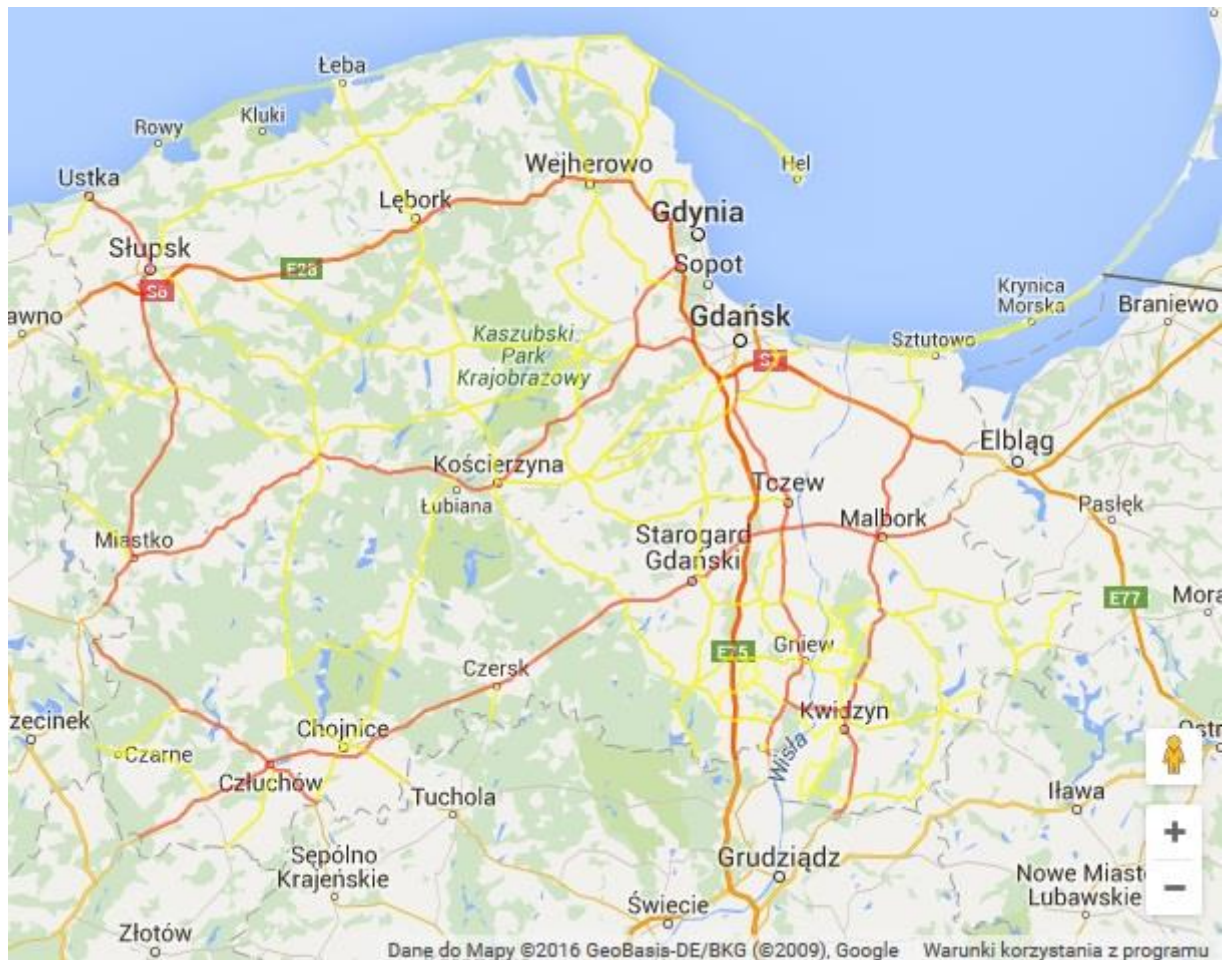 Łeba
Rowy
Kluki
Ustka
Wejherowo
Hel
Lębork
Gdynia
Słupsk
E28
Sopot
S6
Krynica
Morska
Braniewo
awno
Gdańsk
Kaszubski
Park
Krajobrazowy
Sztutowo
S7
Elbląg
Kościerzyna
Łubiana
Tczew
Pasłęk
Malbork
Miastko
Starogard
Gdański
E77
Mora
E75
Gniew
Czersk
zecinek
Chojnice
Kwidzyn
Ostr
Czarne
Wisła
Człuchów
Tuchola
Iława
+
Sępólno
Krajeńskie
Grudziądz
Nowe Miast
Lubawskie
−
Świecie
Złotów
Dane do Mapy ©2016 GeoBasis-DE/BKG (©2009), Google Warunki korzystania z programu